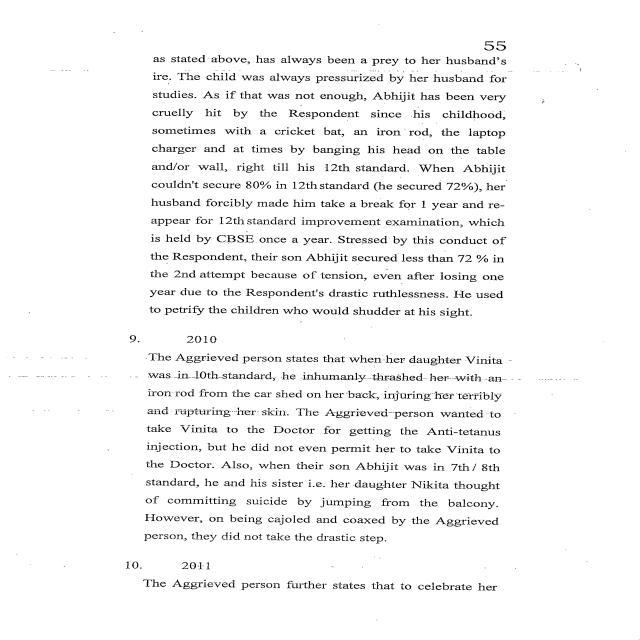 55
as stated above, has always been a prey to her husband's
ire. The child was always pressurized by her husband for
studies. As if that was not enough, Abhijit has been very
cruelly hit by the Respondent since his childhood,
sometimes with a cricket bat, an iron rod, the laptop
charger and at times by banging his head on the table
and/or wall, right till his 12th standard. When Abhijit
couldn't secure 80% in 12th standard (he secured 72%), her
husband forcibly made him take a break for 1 year and re-
appear for 12th standard improvement examination, which
is held by CBSE once a year. Stressed by this conduct of
the Respondent, their son Abhijit secured less than 72 % in
the 2nd attempt because of tension, even after losing one
year due to the Respondent's drastic ruthlessness. He used
to petrify the children who would shudder at his sight.
9. 2010
The Aggrieved person states that when her daughter Vinita
was in 10th standard, he inhumanly thrashed her with an
iron rod from the car shed on her back, injuring her terribly
and rupturing her skin. The Aggrieved person wanted to
take Vinita to the Doctor for getting the Anti-tetanus
injection, but he did not even permit her to take Vinita to
the Doctor. Also, when their son Abhijit was in 7th / 8th
standard, he and his sister i.e. her daughter Nikita thought
of committing suicide by jumping from the balcony.
However, on being cajoled and coaxed by the Aggrieved
person, they did not take the drastic step.
10. 2011
The Aggrieved person further states that to celebrate her